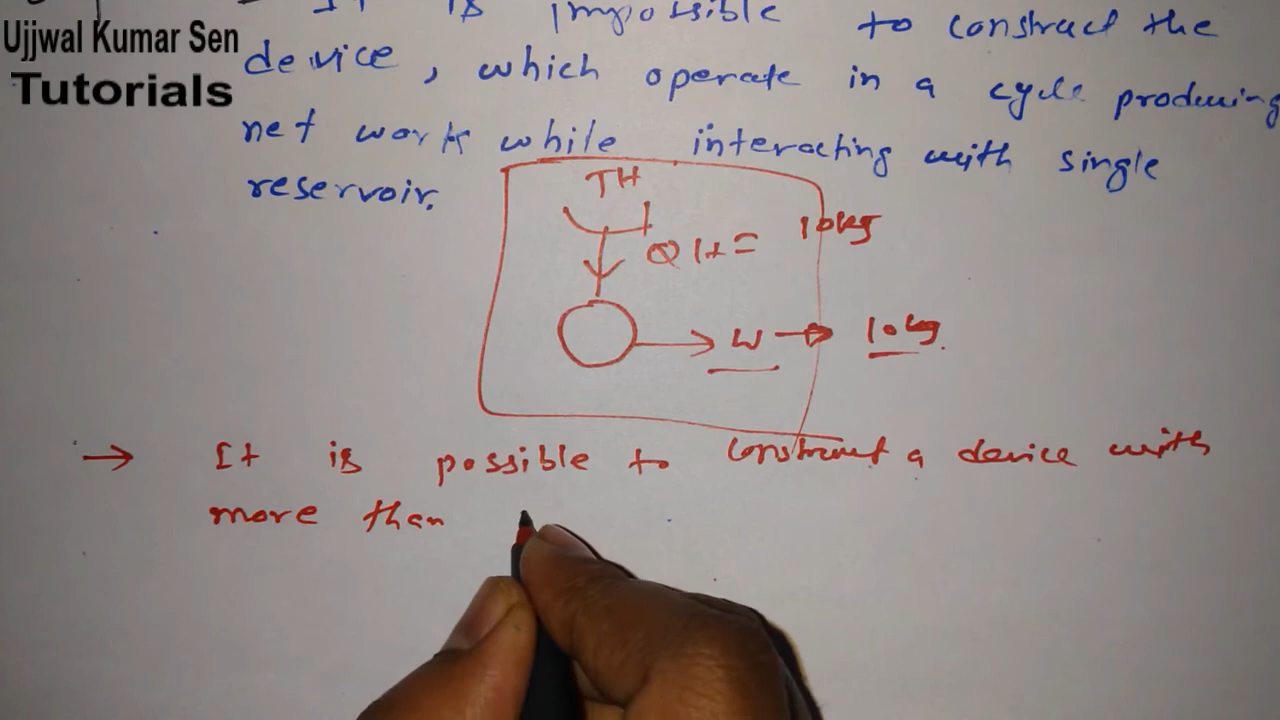 Ujjwal Kumar Sen
Tutorials
It is impossible to construct the
device, which operate in a cycle producing
net work while interacting with single
reservoir.
TH
QH = 10kJ
W → 10kJ.
→ It is possible to construct a device with
more than